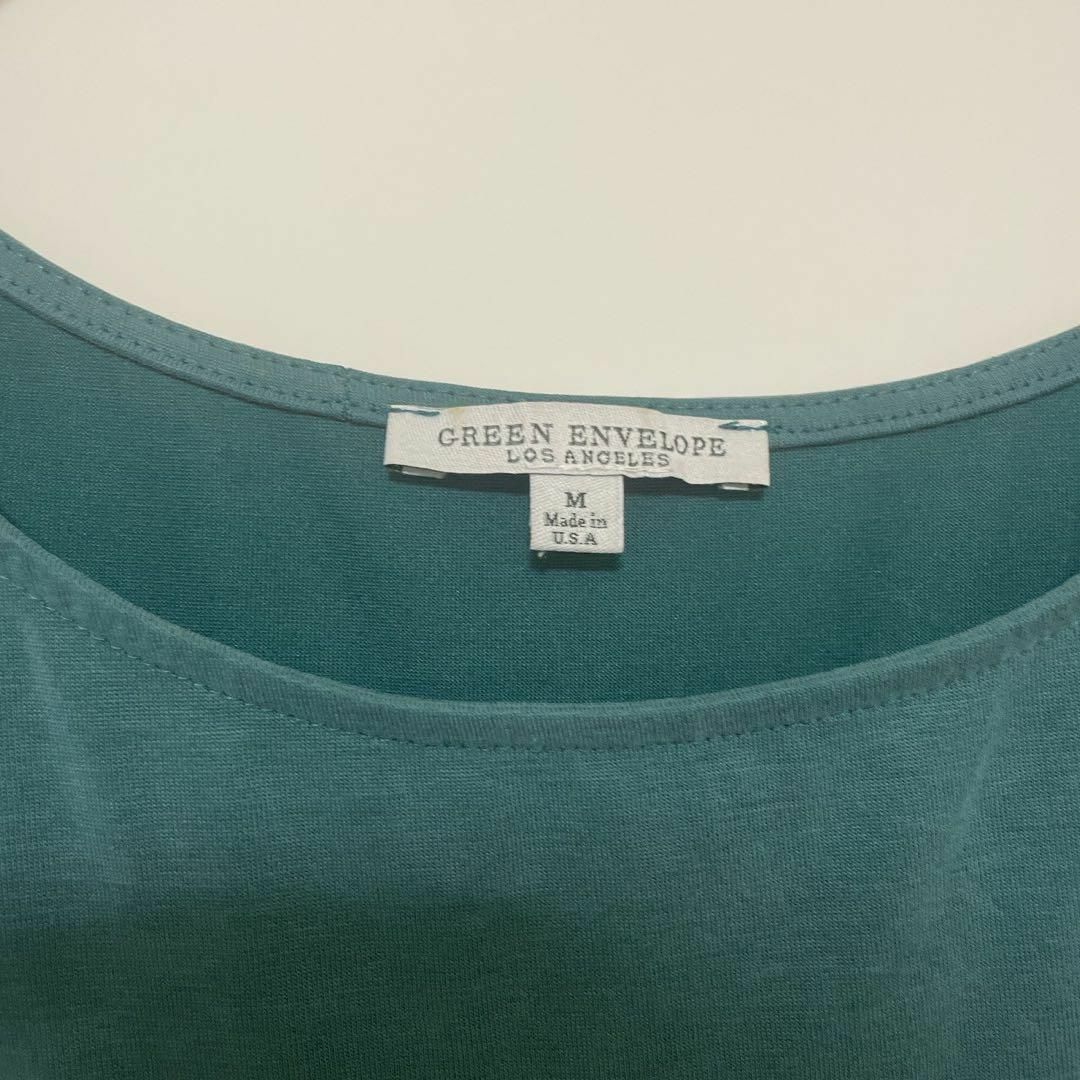 GREEN ENVELOPE
LOS ANGELES
M
Made in
U.S.A